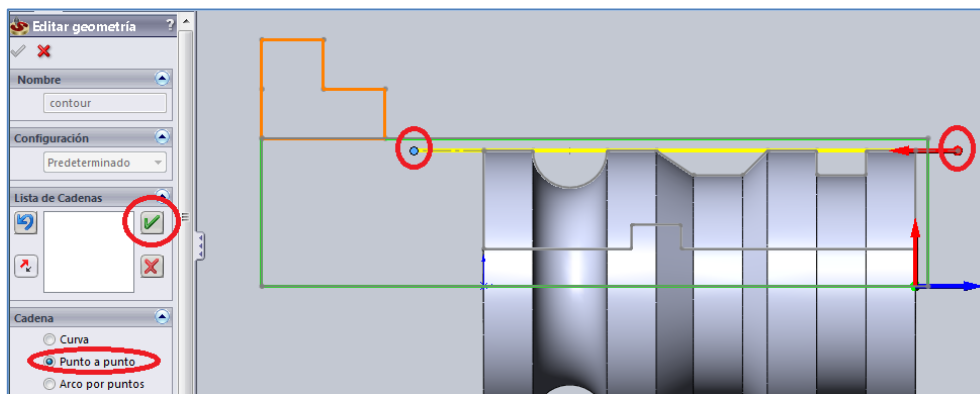 Editar geometría ?
Nombre
contour
Configuración
Predeterminado
Lista de Cadenas
Cadena
Curva
Punto a punto
Arco por puntos